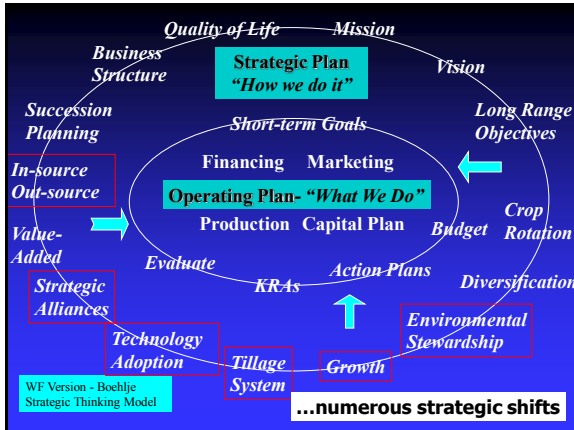 Quality of Life
Mission
Business
Structure
Strategic Plan
“How we do it”
Vision
Succession
Planning
Short-term Goals
Long Range
Objectives
Financing
Marketing
In-source
Out-source
Operating Plan- “What We Do”
Production
Capital Plan
Crop
Rotation
Value-
Added
Budget
Evaluate
Action Plans
KRAs
Diversification
Strategic
Alliances
Environmental
Stewardship
Technology
Adoption
Tillage
System
Growth
WF Version - Boehlje
Strategic Thinking Model
...numerous strategic shifts